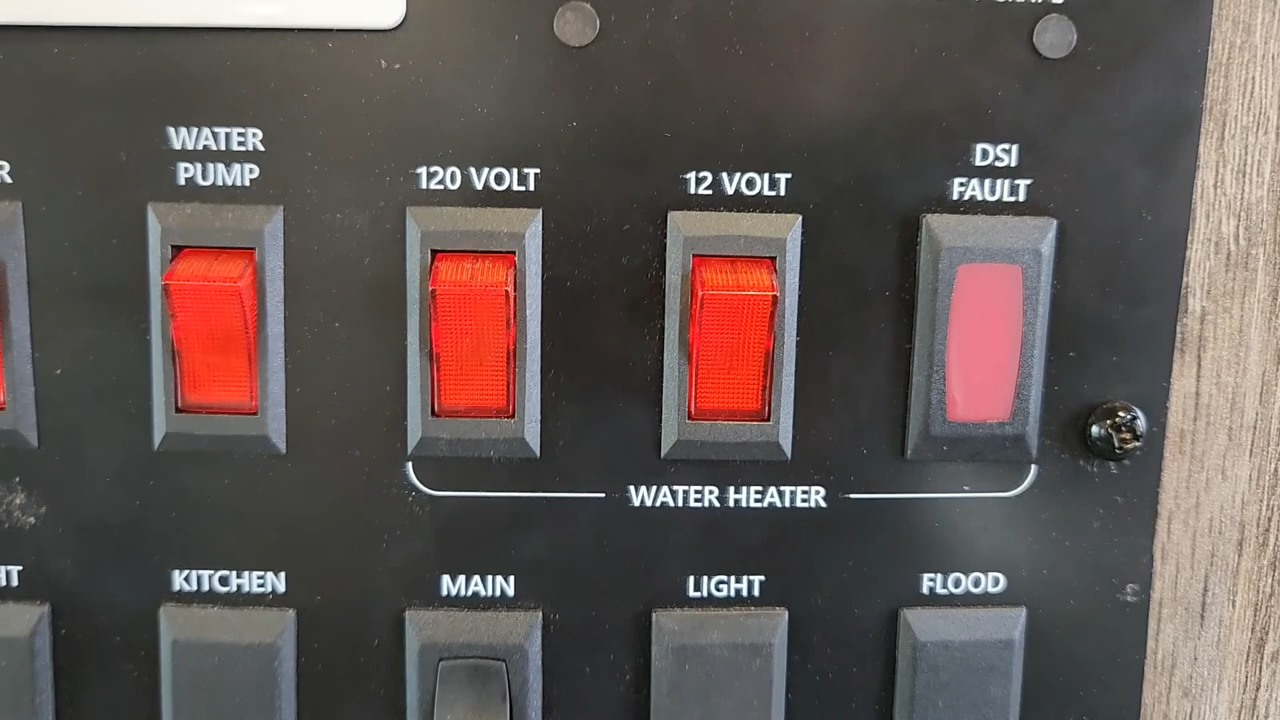 WATER
PUMP
120 VOLT
12 VOLT
DSI
FAULT
WATER HEATER
KITCHEN
MAIN
LIGHT
FLOOD